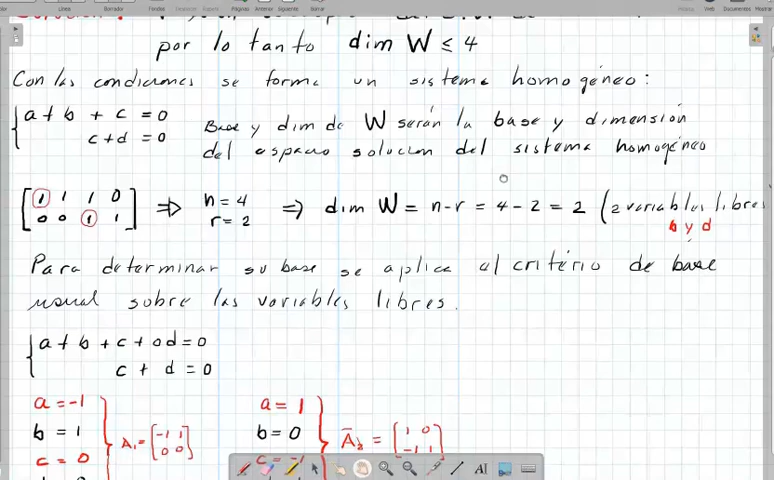 por lo tanto dim W ≤ 4
Con las condiciones se forma un sistema homogéneo:
a + b + c = 0
c + d = 0
Base y dim de W serán la base y dimensión
del espacio solución del sistema homogéneo
[1 1 1 0
0 0 1 1] ⇒ n = 4
r = 2 ⇒ dim W = n - r = 4 - 2 = 2 (2 variables libres
b y d
Para determinar su base se aplica el critério de base
usual sobre las variables libres.
a + b + c + 0d = 0
c + d = 0
a = -1
b = 1
c = 0
A₁ = [-1 1
0 0]
a = 1
b = 0
c = -1
A₂ = [1 0
-1 1]